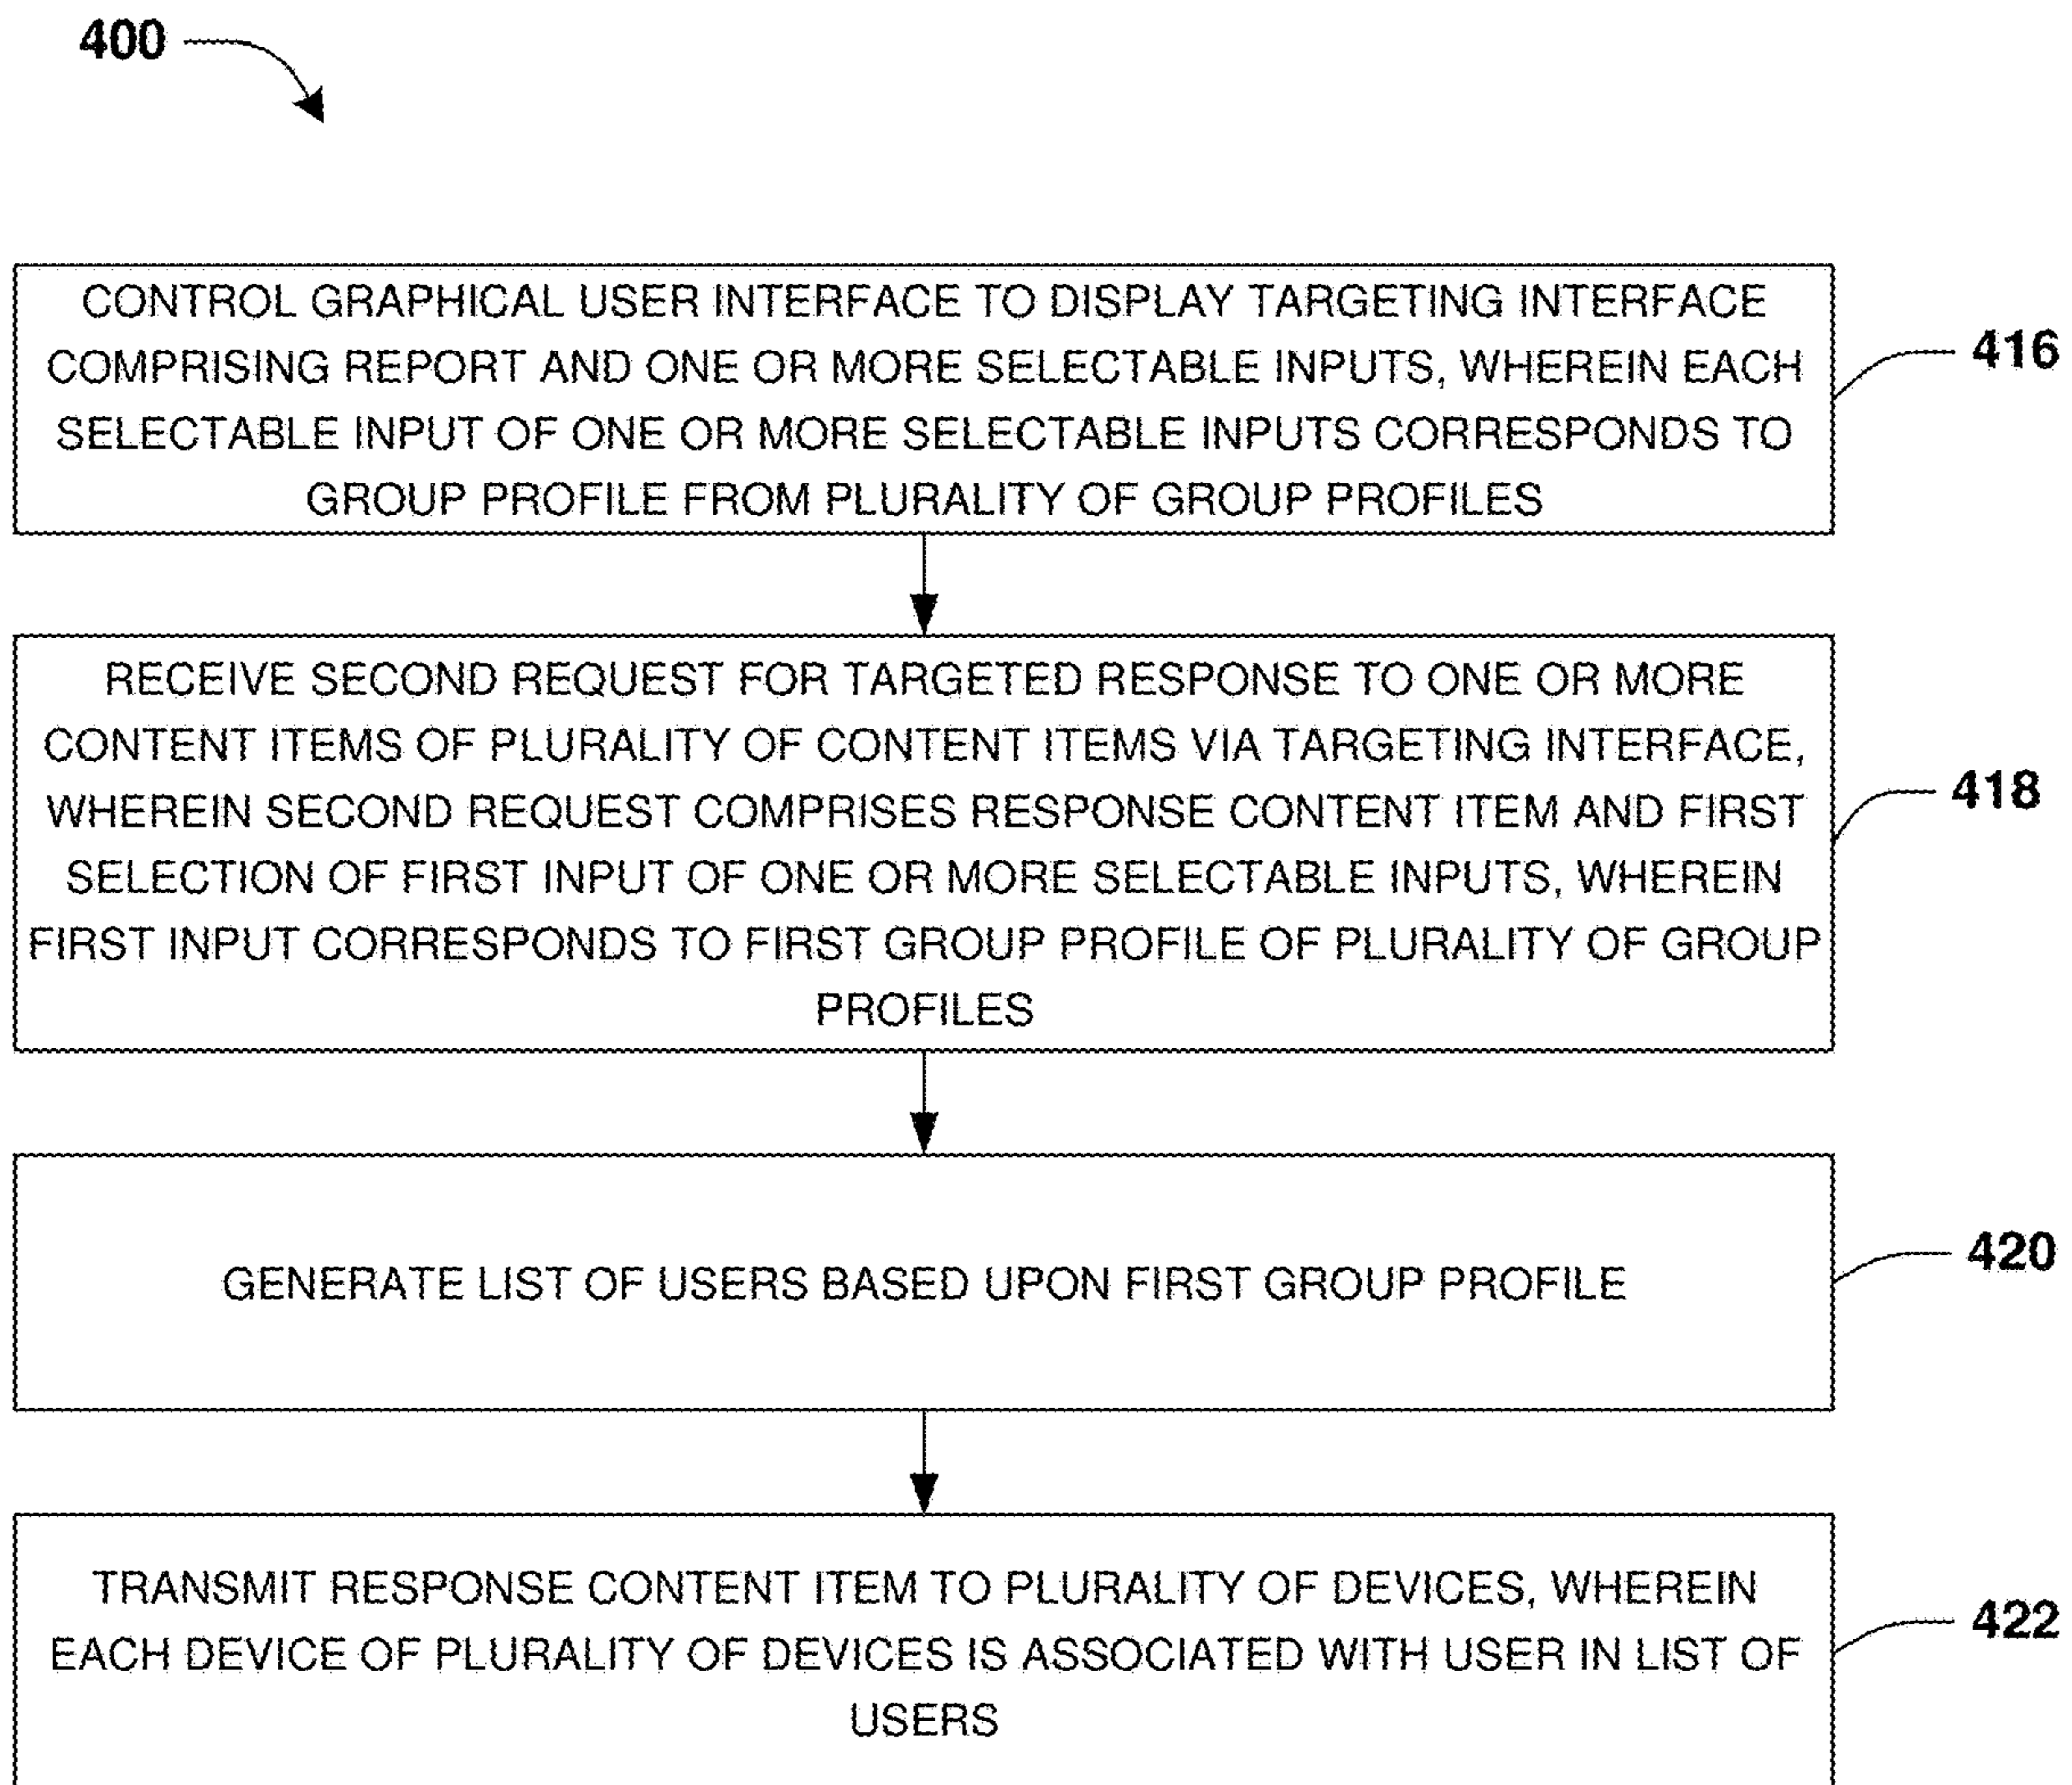 400
CONTROL GRAPHICAL USER INTERFACE TO DISPLAY TARGETING INTERFACE
COMPRISING REPORT AND ONE OR MORE SELECTABLE INPUTS, WHEREIN EACH
SELECTABLE INPUT OF ONE OR MORE SELECTABLE INPUTS CORRESPONDS TO
GROUP PROFILE FROM PLURALITY OF GROUP PROFILES
416
RECEIVE SECOND REQUEST FOR TARGETED RESPONSE TO ONE OR MORE
CONTENT ITEMS OF PLURALITY OF CONTENT ITEMS VIA TARGETING INTERFACE,
WHEREIN SECOND REQUEST COMPRISES RESPONSE CONTENT ITEM AND FIRST
SELECTION OF FIRST INPUT OF ONE OR MORE SELECTABLE INPUTS, WHEREIN
FIRST INPUT CORRESPONDS TO FIRST GROUP PROFILE OF PLURALITY OF GROUP
PROFILES
418
GENERATE LIST OF USERS BASED UPON FIRST GROUP PROFILE
420
TRANSMIT RESPONSE CONTENT ITEM TO PLURALITY OF DEVICES, WHEREIN
EACH DEVICE OF PLURALITY OF DEVICES IS ASSOCIATED WITH USER IN LIST OF
USERS
422